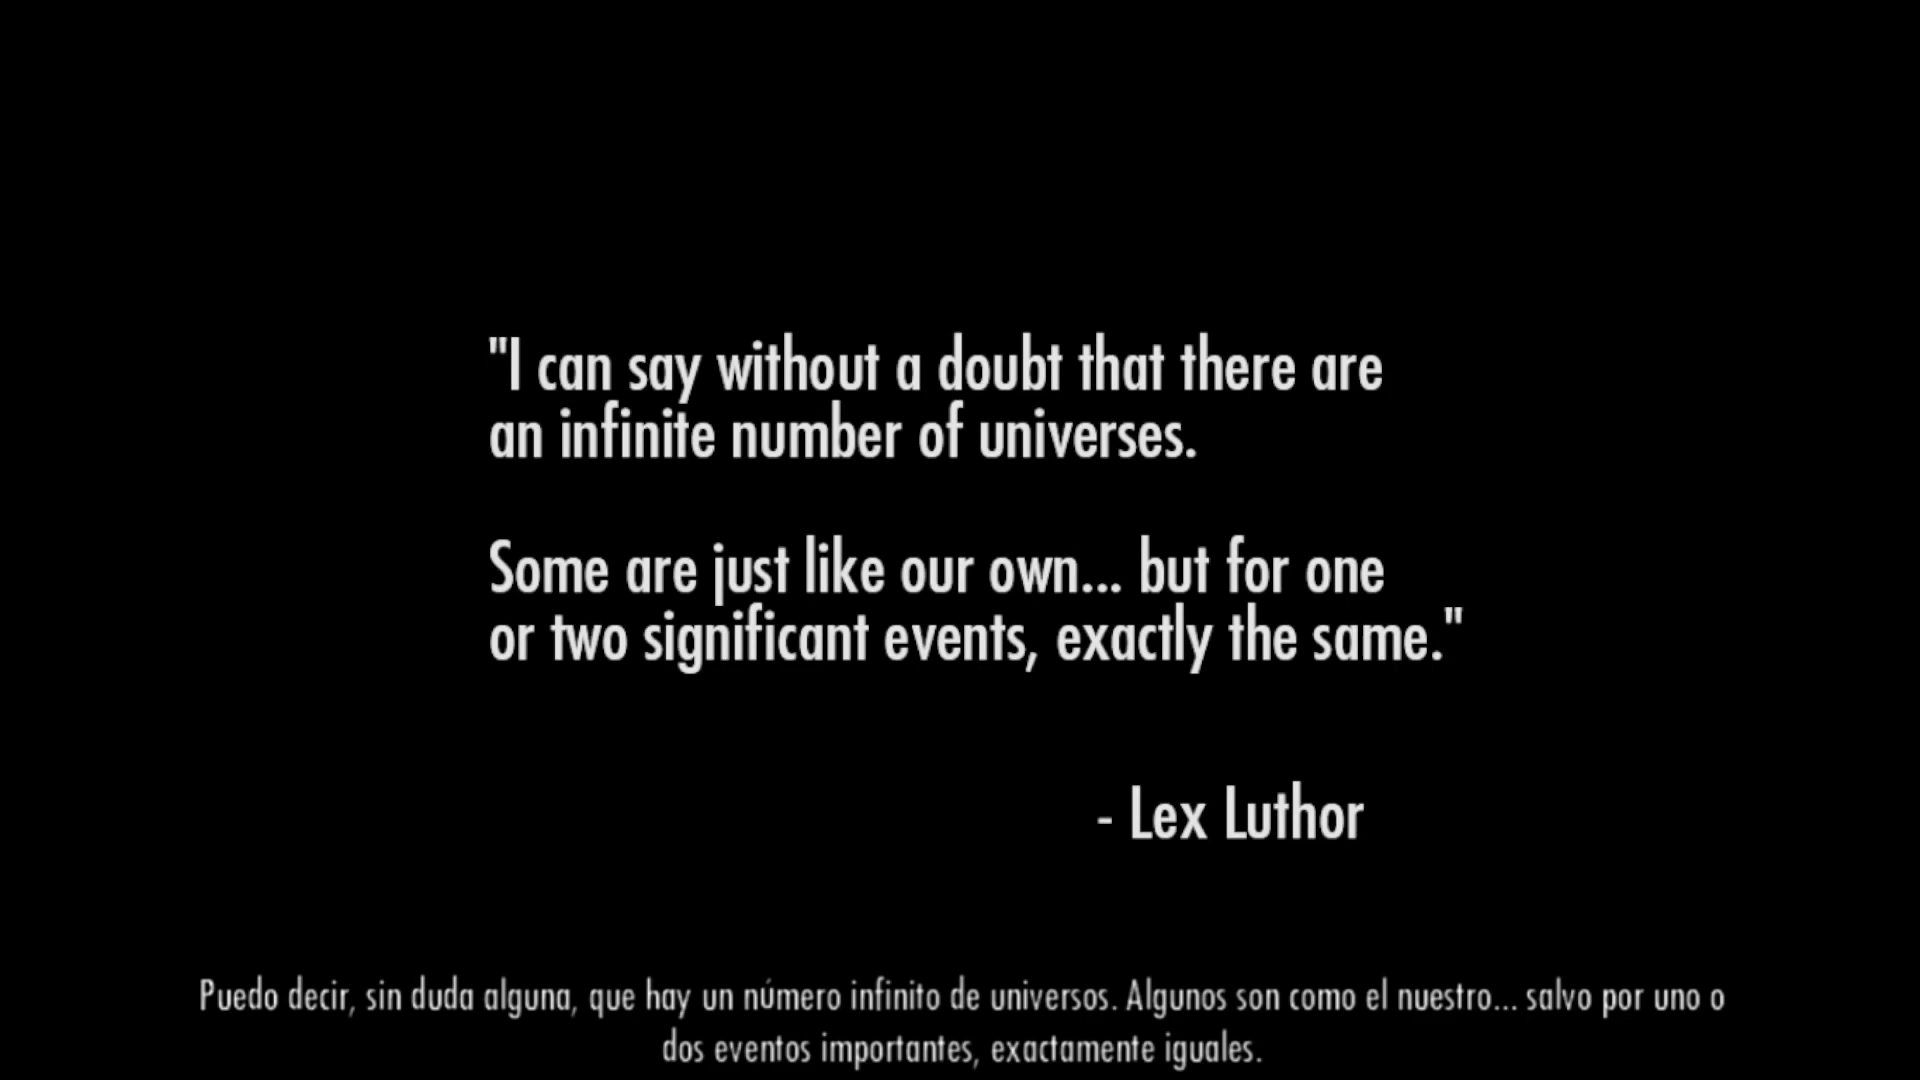 "I can say without a doubt that there are
an infinite number of universes.
Some are just like our own... but for one
or two significant events, exactly the same."
- Lex Luthor
Puedo decir, sin duda alguna, que hay un número infinito de universos. Algunos son como el nuestro... salvo por uno o
dos eventos importantes, exactamente iguales.